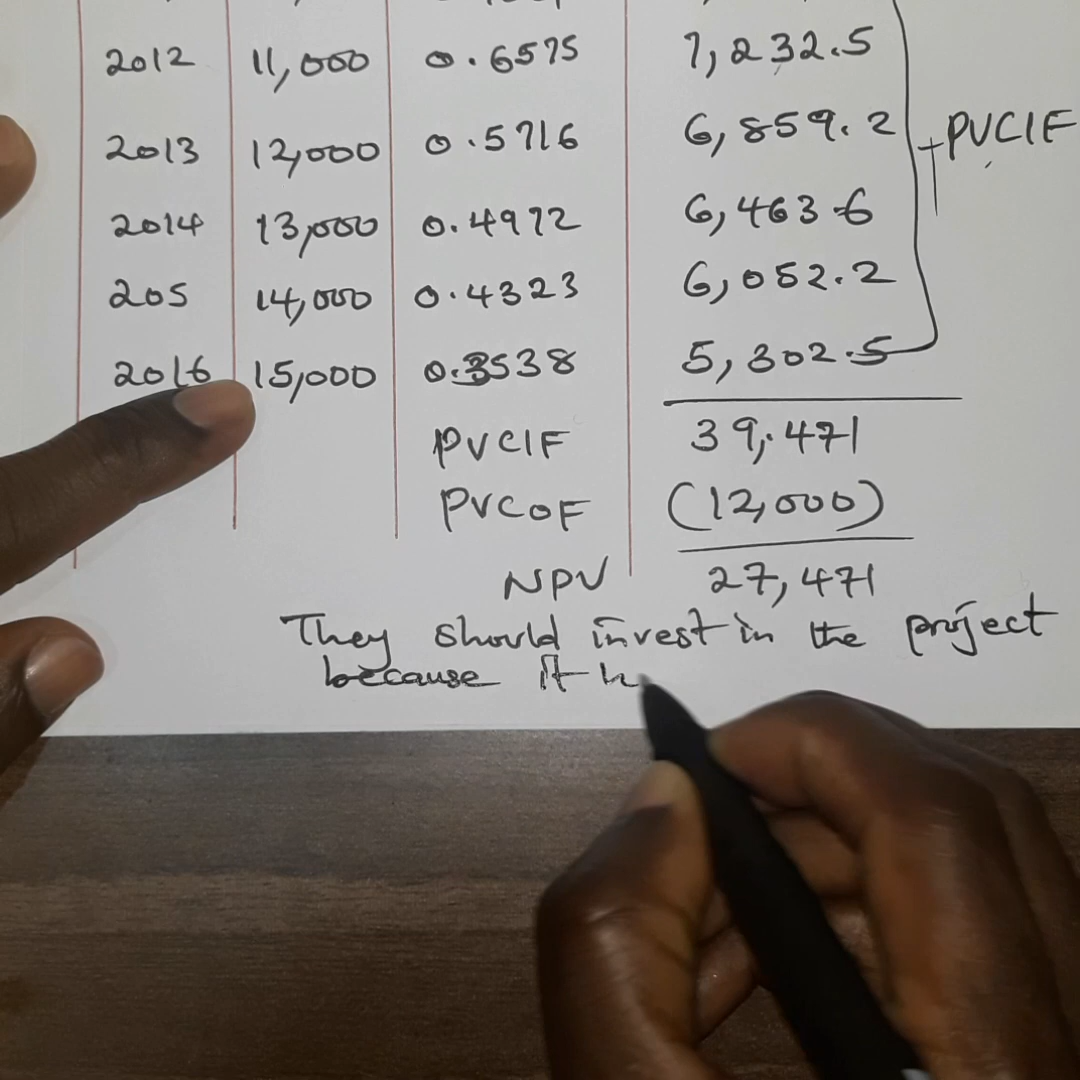 2012 11,000 0.6575 7,232.5
2013 12,000 0.5716 6,859.2 PVCIF
2014 13,000 0.4972 6,463.6
205 14,000 0.4323 6,052.2
2016 15,000 0.3538 5,302.5
PVCIF 39,471
PVCOF (12,000)
NPV 27,471
They should invest in the project
because it